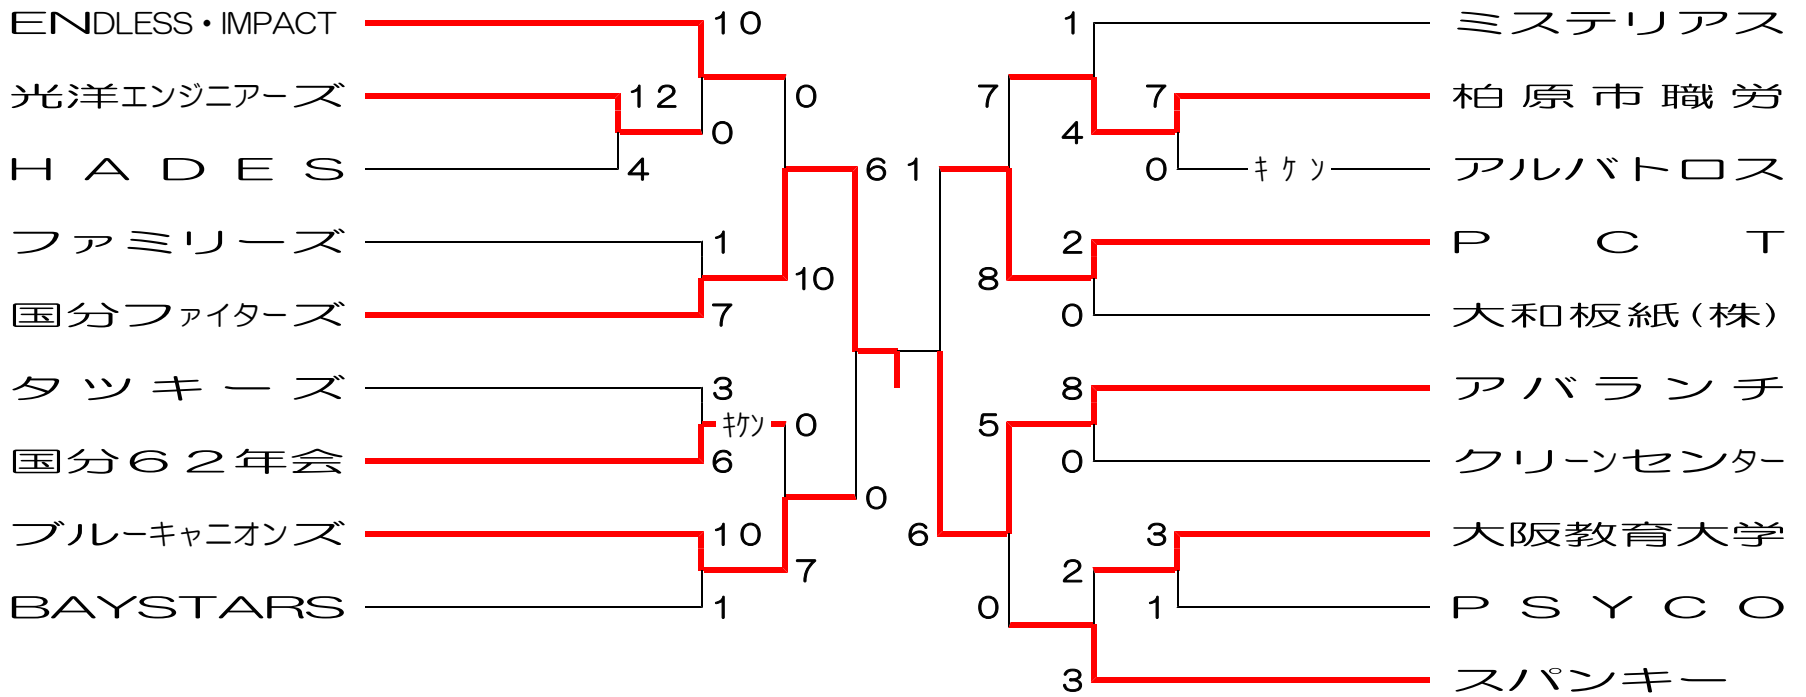 ENDLESS・IMPACT
10
光洋エンジニアーズ
12
0
0
HADES
4
6
ファミリーズ
1
10
国分ファイターズ
7
タツキーズ
3
キケン
0
国分62年会
6
0
ブルーキャニオンズ
10
7
BAYSTARS
1
1
ミステリアス
7
7
柏原市職労
4
1
0
キケン
アルバトロス
2
PCT
8
0
大和板紙(株)
8
アバランチ
5
0
クリーンセンター
6
3
大阪教育大学
2
0
1
PSYCO
3
スパンキー